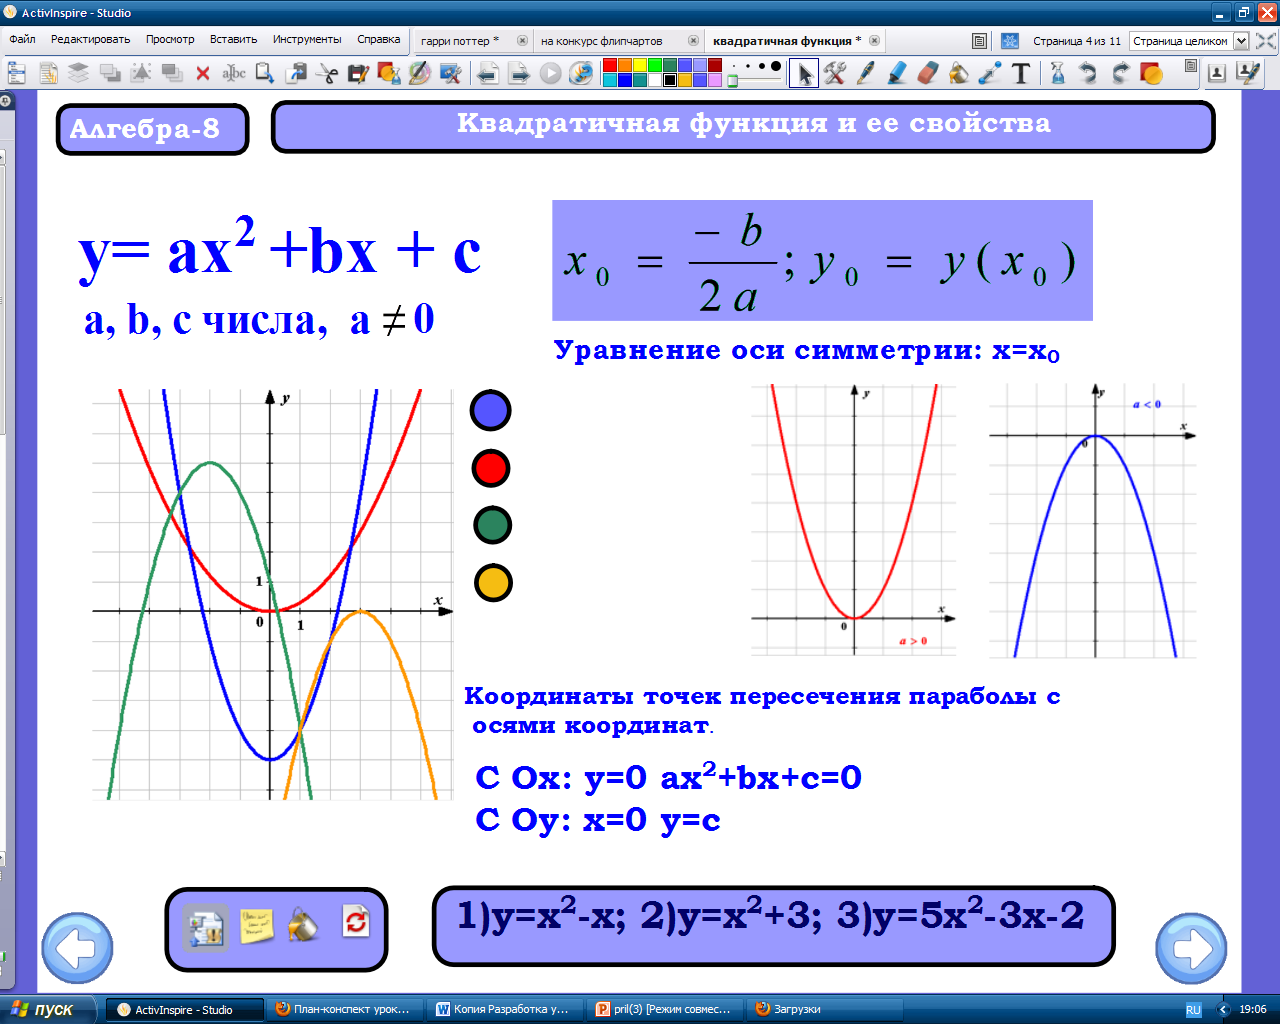 ActivInspire - Studio
Файл Редактировать Просмотр Вставить Инструменты Справка
гарри поттер *
на конкурс флипчартов
квадратичная функция *
Страница 4 из 11
Страница целиком
Алгебра-8
Квадратичная функция и ее свойства
y= ax² +bx + c
a, b, c числа, a ≠ 0
x₀ = -b/2a ; y₀ = y(x₀)
Уравнение оси симметрии: x=x₀
y
1
x
0
1
y
x
0
a > 0
y
a < 0
x
0
Координаты точек пересечения параболы с
осями координат.
С Ox: y=0 ax²+bx+c=0
С Oy: x=0 y=c
1)y=x²-x; 2)y=x²+3; 3)y=5x²-3x-2
пуск
ActivInspire - Studio
План-конспект урок...
Копия Разработка у...
pril(3) [Режим совмес...
Загрузки
RU
19:06